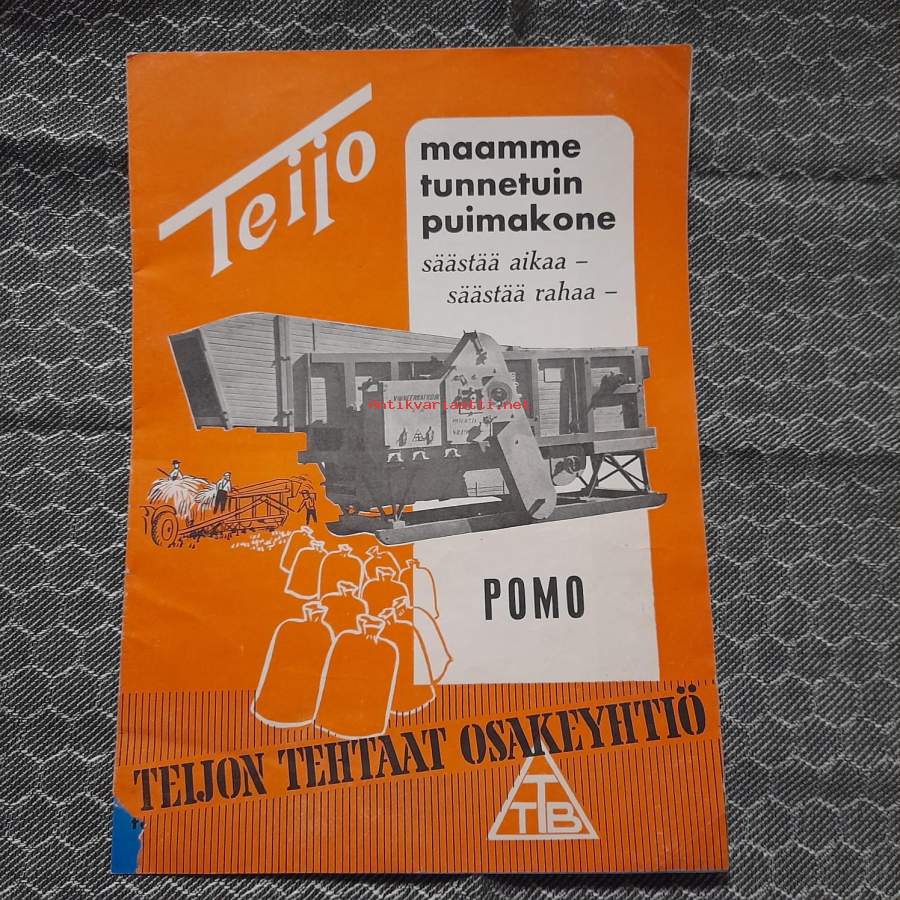 Teijo
maamme
tunnetuin
puimakone
säästää aikaa –
säästää rahaa –
antikvariaatti.net
POMO
TEIJON TEHTAAT OSAKEYHTIÖ
TTB